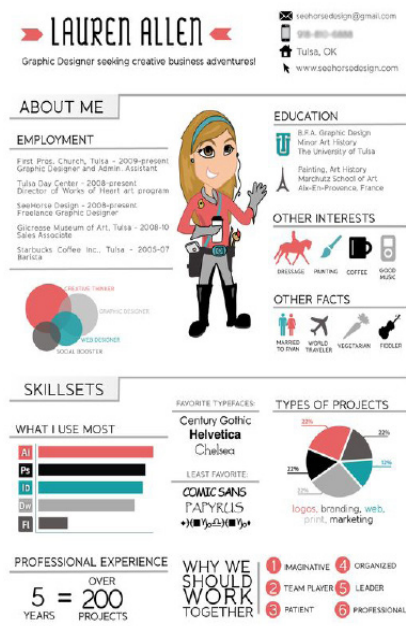 LAUREN ALLEN
Graphic Designer seeking creative business adventures!
seehorsedesign@gmail.com
Tulsa, OK
www.seehorsedesign.com
ABOUT ME
EMPLOYMENT
First Pres. Church, Tulsa - 2009-present
Graphic Designer and Admin. Assistant
Tulsa Day Center - 2008-present
Director of Works of Heart art program
SeeHorse Design - 2008-present
Freelance Graphic Designer
Gilcrease Museum of Art, Tulsa - 2008-10
Sales Associate
Starbucks Coffee Inc., Tulsa - 2005-07
Barista
CREATIVE THINKER
GRAPHIC DESIGNER
WEB DESIGNER
SOCIAL BOOSTER
EDUCATION
B.F.A. Graphic Design
Minor Art History
The University of Tulsa
Painting, Art History
Marchutz School of Art
Aix-En-Provence, France
OTHER INTERESTS
DRESSAGE
PAINTING
COFFEE
GOOD
MUSIC
OTHER FACTS
MARRIED
TO RYAN
WORLD
TRAVELER
VEGETARIAN
FIDDLER
SKILLSETS
WHAT I USE MOST
Ai
Ps
ID
Dw
Fl
FAVORITE TYPEFACES:
Century Gothic
Helvetica
Chelsea
LEAST FAVORITE:
COMIC SANS
PAPYRUS
TYPES OF PROJECTS
22%
22%
12%
22%
22%
logos, branding, web,
print, marketing
PROFESSIONAL EXPERIENCE
5 = OVER 200
YEARS PROJECTS
WHY WE
SHOULD
WORK
TOGETHER
1 IMAGINATIVE
2 TEAM PLAYER
3 PATIENT
4 ORGANIZED
5 LEADER
6 PROFESSIONAL